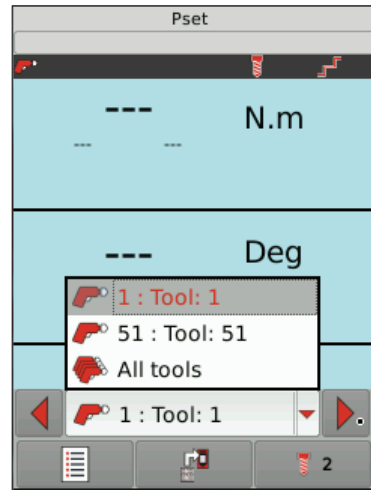 Pset
--- N.m
--- ---
--- Deg
1 : Tool: 1
51 : Tool: 51
All tools
1 : Tool: 1
2